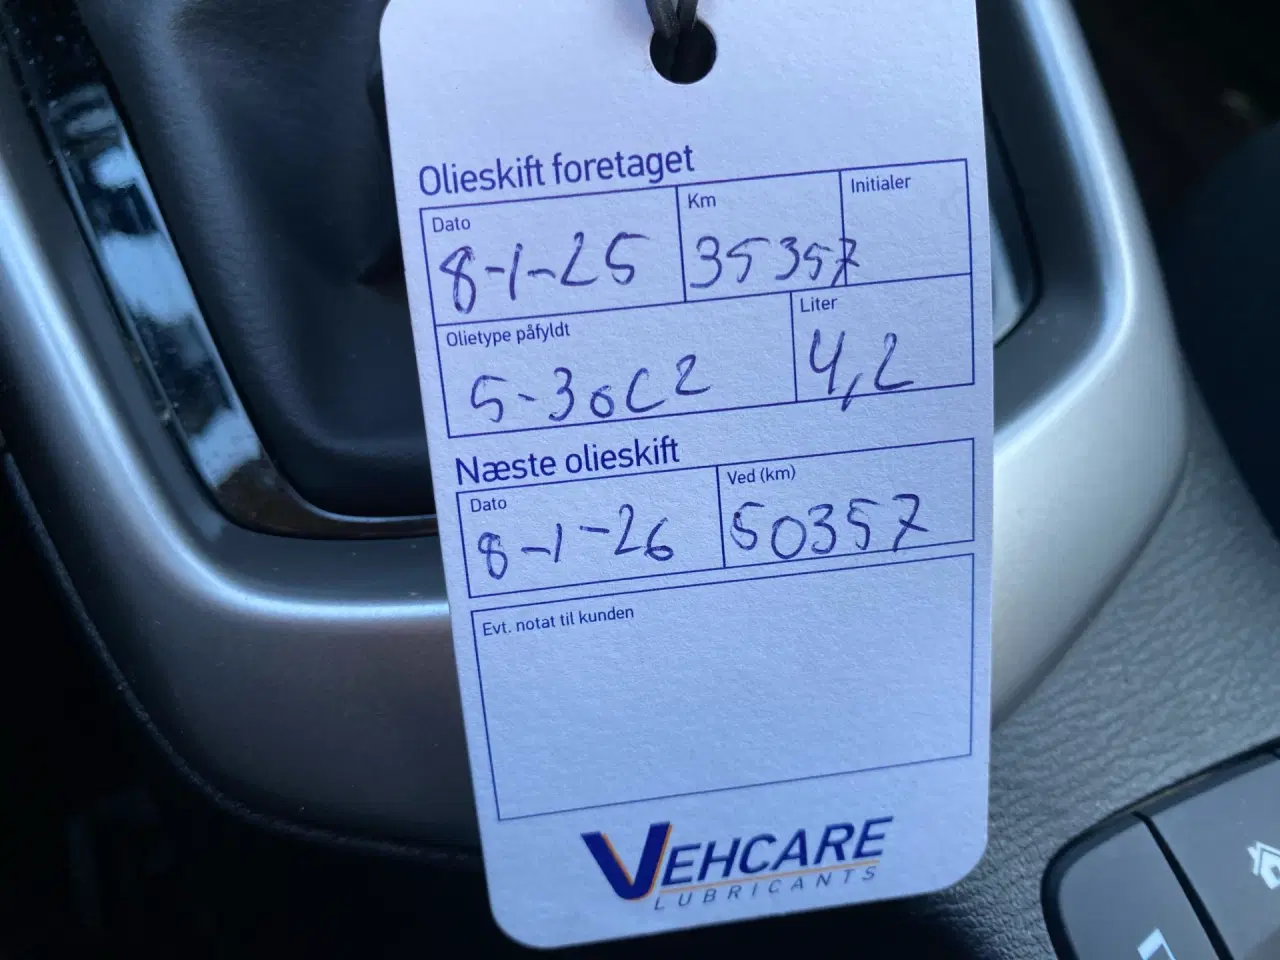 Olieskift foretaget
Dato Km Initialer
8-1-25 35357
Olietype påfyldt Liter
5-30C2 4,2
Næste olieskift
Dato Ved (km)
8-1-26 50357
Evt. notat til kunden
VEHCARE
LUBRICANTS